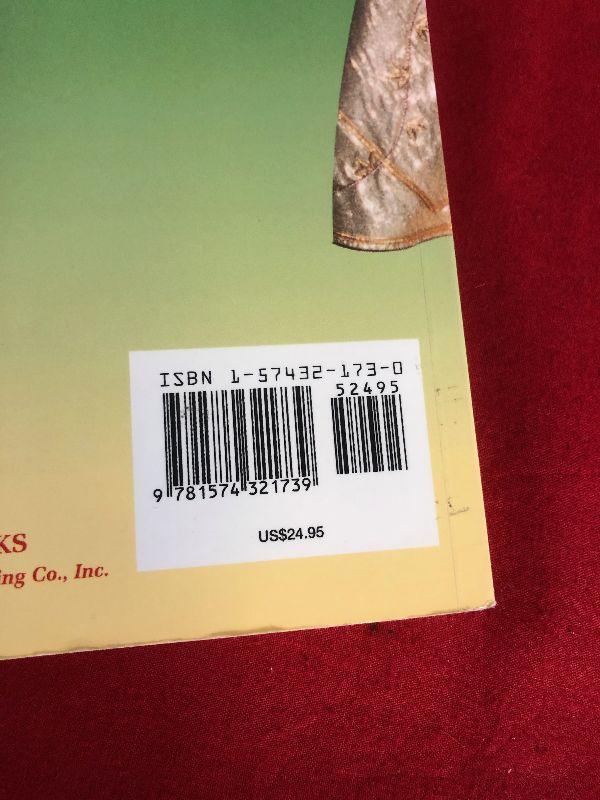 ISBN 1-57432-173-0
52495
9 781574 321739
US$24.95
KS
ing Co., Inc.